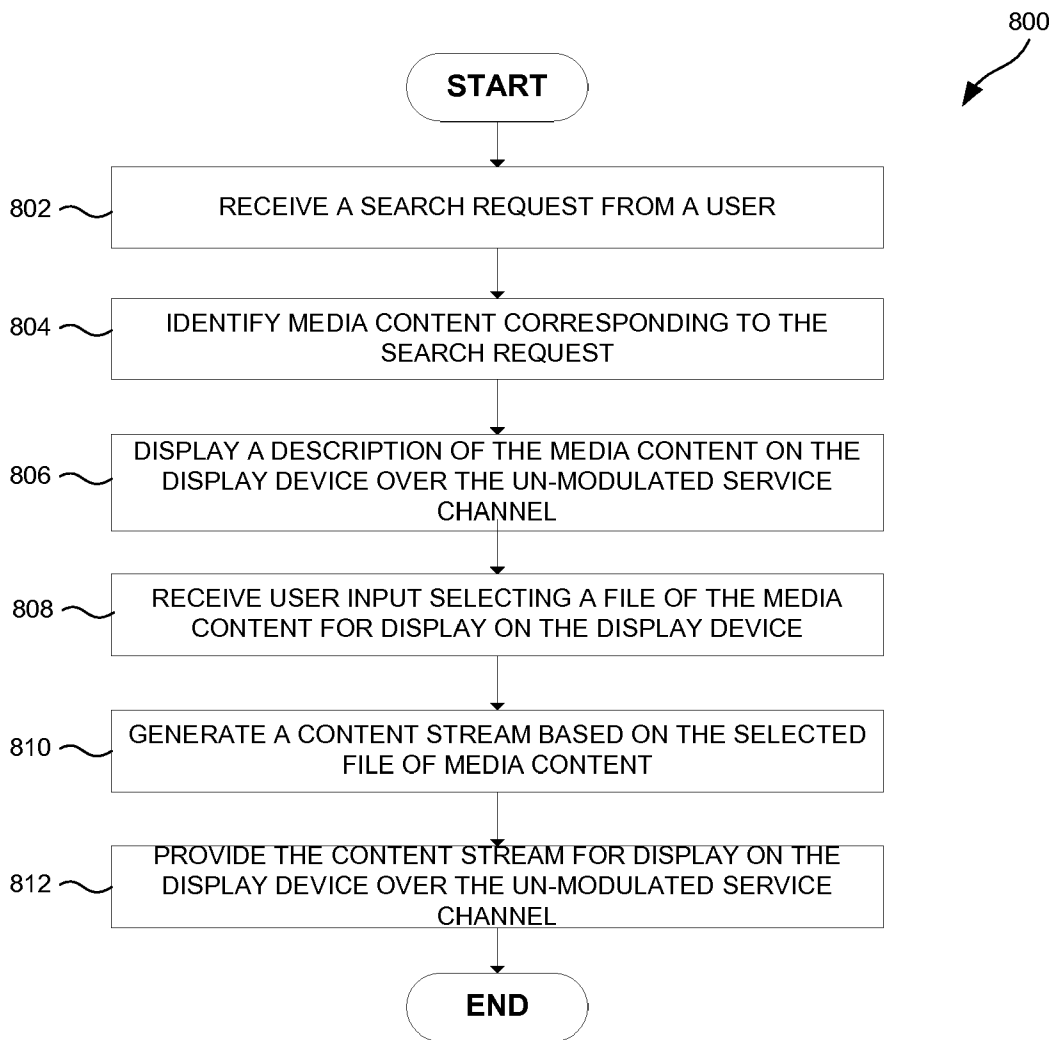 800
START
802
RECEIVE A SEARCH REQUEST FROM A USER
804
IDENTIFY MEDIA CONTENT CORRESPONDING TO THE
SEARCH REQUEST
806
DISPLAY A DESCRIPTION OF THE MEDIA CONTENT ON THE
DISPLAY DEVICE OVER THE UN-MODULATED SERVICE
CHANNEL
808
RECEIVE USER INPUT SELECTING A FILE OF THE MEDIA
CONTENT FOR DISPLAY ON THE DISPLAY DEVICE
810
GENERATE A CONTENT STREAM BASED ON THE SELECTED
FILE OF MEDIA CONTENT
812
PROVIDE THE CONTENT STREAM FOR DISPLAY ON THE
DISPLAY DEVICE OVER THE UN-MODULATED SERVICE
CHANNEL
END